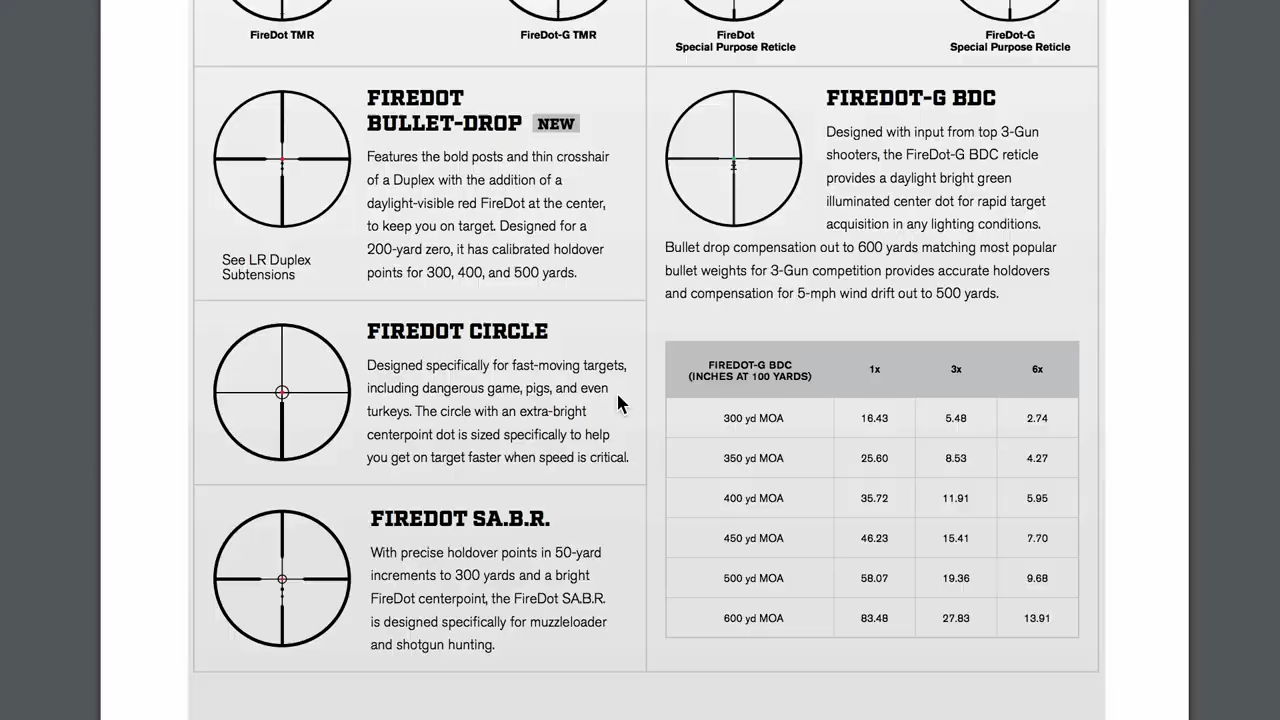 FireDot TMR
FireDot-G TMR
FireDot
Special Purpose Reticle
FireDot-G
Special Purpose Reticle
FIREDOT
BULLET-DROP NEW
Features the bold posts and thin crosshair
of a Duplex with the addition of a
daylight-visible red FireDot at the center,
to keep you on target. Designed for a
200-yard zero, it has calibrated holdover
points for 300, 400, and 500 yards.
See LR Duplex
Subtensions
FIREDOT CIRCLE
Designed specifically for fast-moving targets,
including dangerous game, pigs, and even
turkeys. The circle with an extra-bright
centerpoint dot is sized specifically to help
you get on target faster when speed is critical.
FIREDOT SA.B.R.
With precise holdover points in 50-yard
increments to 300 yards and a bright
FireDot centerpoint, the FireDot SA.B.R.
is designed specifically for muzzleloader
and shotgun hunting.
FIREDOT-G BDC
Designed with input from top 3-Gun
shooters, the FireDot-G BDC reticle
provides a daylight bright green
illuminated center dot for rapid target
acquisition in any lighting conditions.
Bullet drop compensation out to 600 yards matching most popular
bullet weights for 3-Gun competition provides accurate holdovers
and compensation for 5-mph wind drift out to 500 yards.
FIREDOT-G BDC
(INCHES AT 100 YARDS) 1x 3x 6x
300 yd MOA 16.43 5.48 2.74
350 yd MOA 25.60 8.53 4.27
400 yd MOA 35.72 11.91 5.95
450 yd MOA 46.23 15.41 7.70
500 yd MOA 58.07 19.36 9.68
600 yd MOA 83.48 27.83 13.91